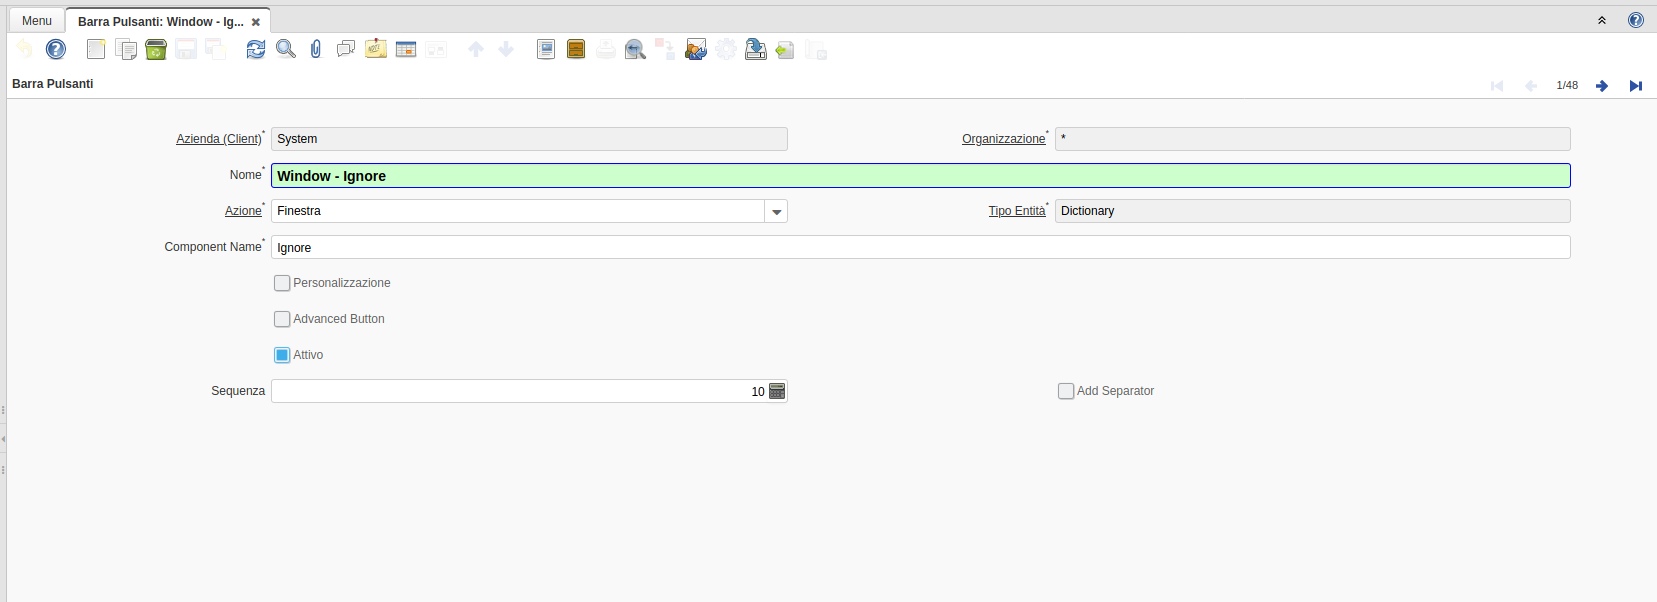 Menu
Barra Pulsanti: Window - Ig...
Barra Pulsanti
1/48
Azienda (Client)* System
Organizzazione* *
Nome* Window - Ignore
Azione* Finestra
Tipo Entità* Dictionary
Component Name* Ignore
Personalizzazione
Advanced Button
Attivo
Sequenza 10
Add Separator